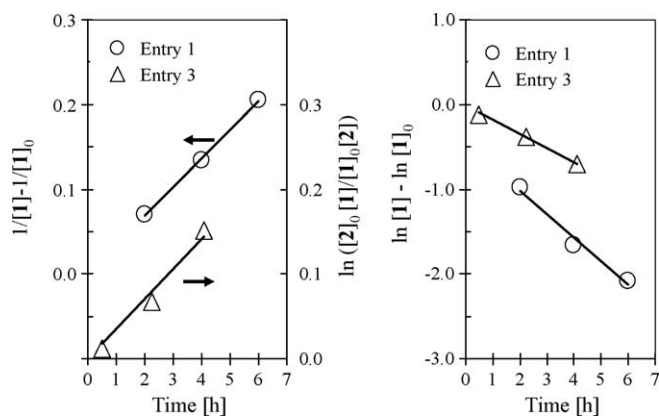 0.3
0.2
0.1
0.0
1/[1]-1/[1]₀
Entry 1
Entry 3
0.3
0.2
0.1
0.0
ln ([2]₀[1]/[1]₀[2])
0 1 2 3 4 5 6 7
Time [h]
1.0
0.0
-1.0
-2.0
-3.0
ln [1] - ln [1]₀
Entry 1
Entry 3
0 1 2 3 4 5 6 7
Time [h]